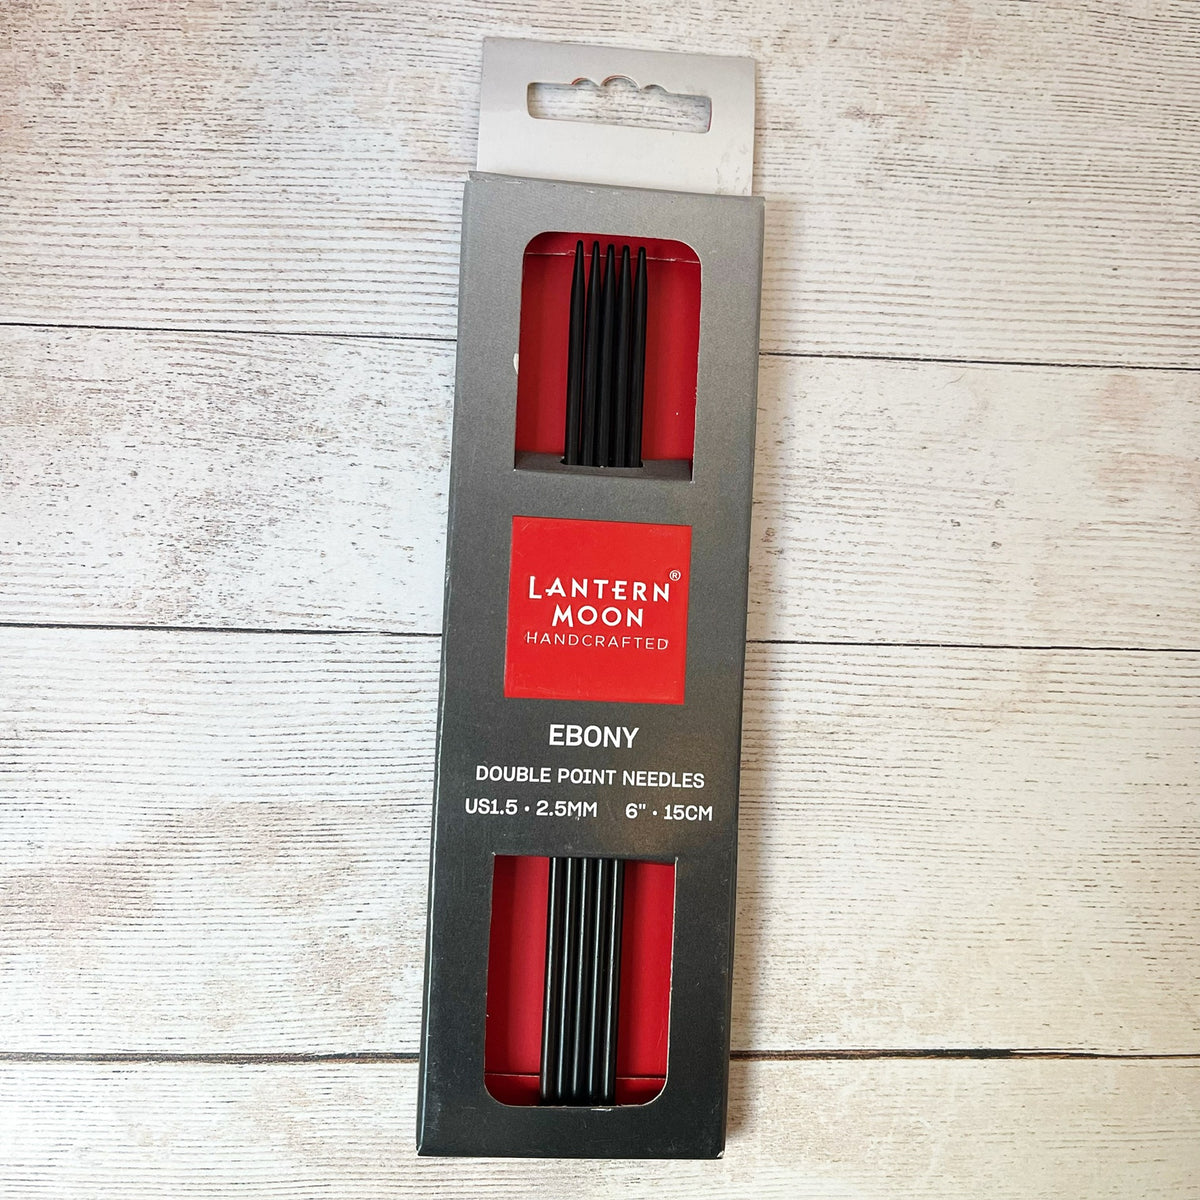 LANTERN®
MOON
HANDCRAFTED
EBONY
DOUBLE POINT NEEDLES
US1.5 • 2.5MM 6" • 15CM